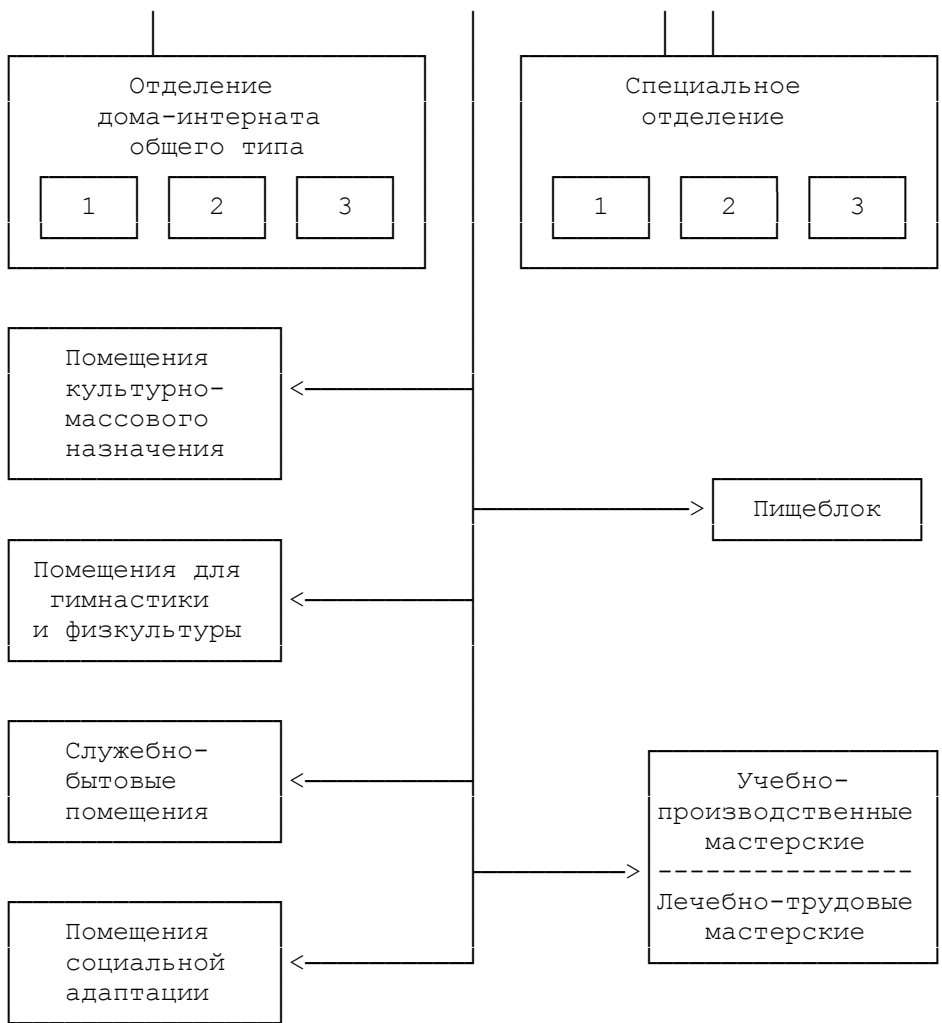 Отделение
дома-интерната
общего типа
1 2 3
Специальное
отделение
1 2 3
Помещения
культурно-
массового
назначения
Пищеблок
Помещения для
гимнастики
и физкультуры
Служебно-
бытовые
помещения
Учебно-
производственные
мастерские
Лечебно-трудовые
мастерские
Помещения
социальной
адаптации